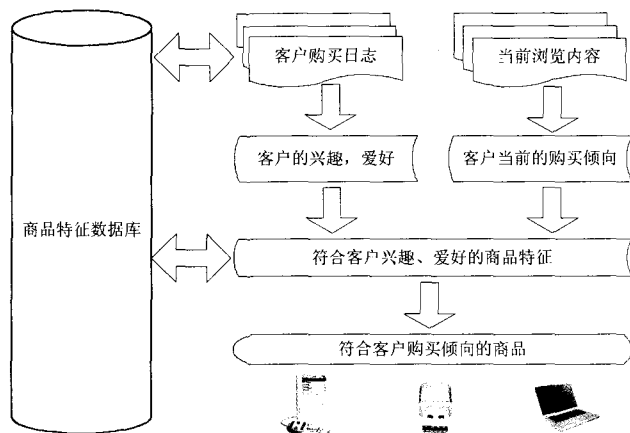 客户购买日志
当前浏览内容
客户的兴趣，爱好
客户当前的购买倾向
商品特征数据库
符合客户兴趣、爱好的商品特征
符合客户购买倾向的商品